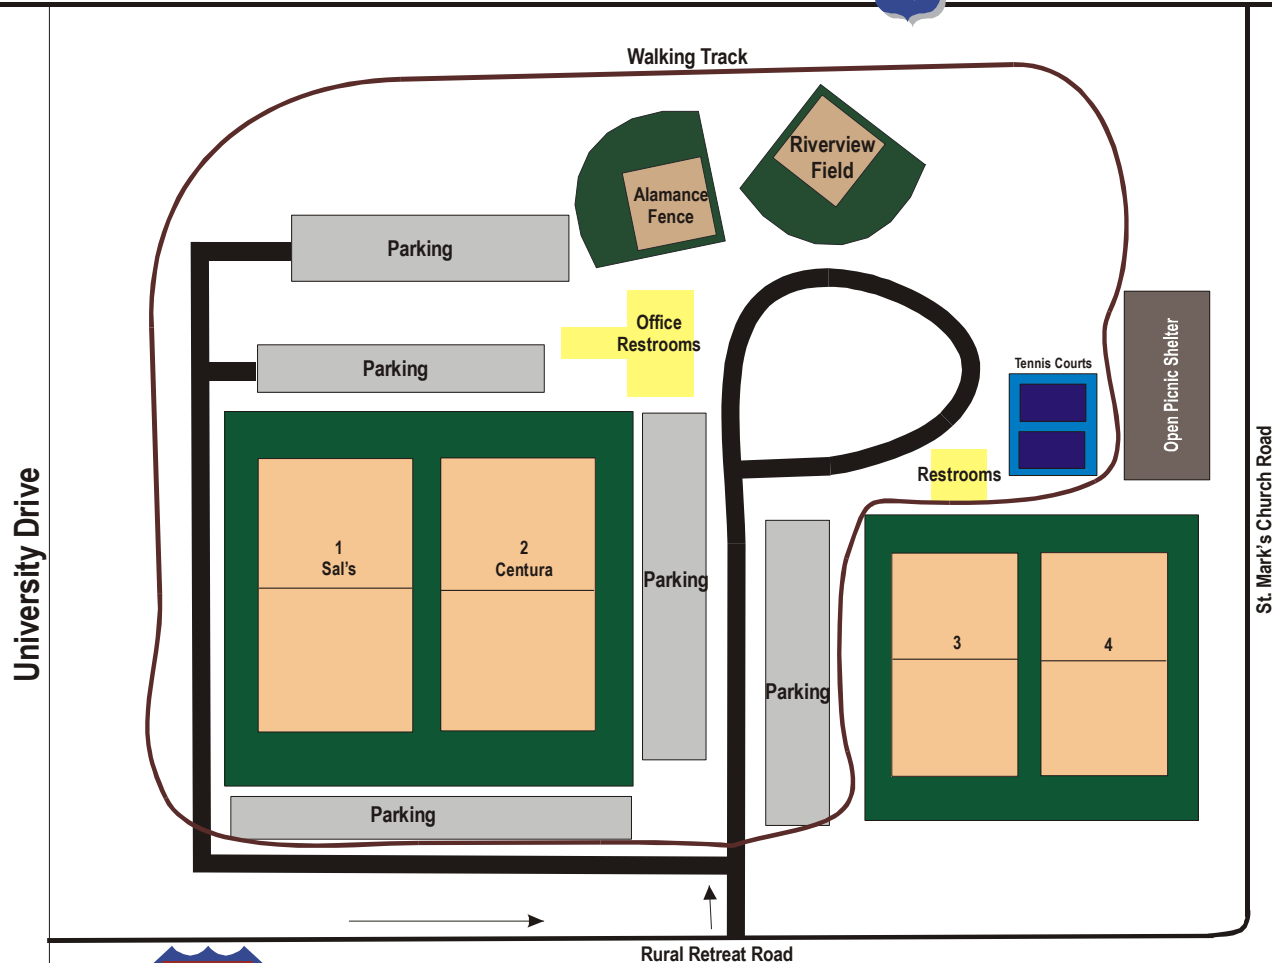 Walking Track
Riverview
Field
Alamance
Fence
Parking
Office
Restrooms
Parking
Tennis Courts
Open Picnic Shelter
Restrooms
University Drive
St. Mark's Church Road
1
Sal's
2
Centura
Parking
3
4
Parking
Parking
Rural Retreat Road